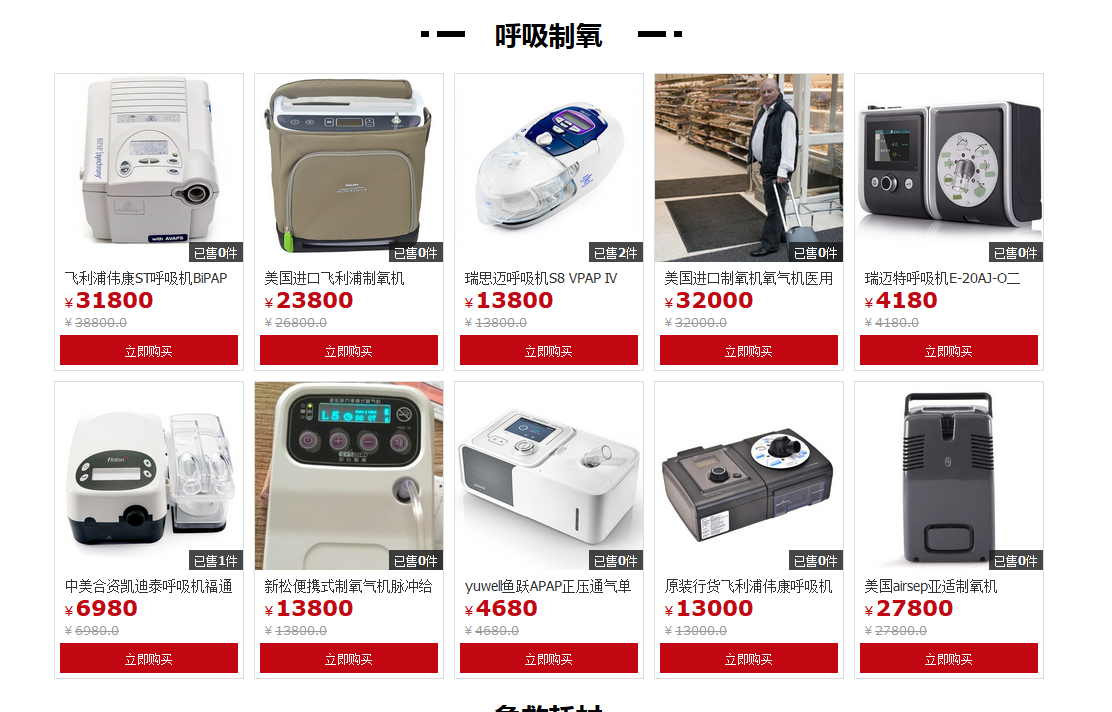 呼吸制氧
with AVAPS
已售0件
已售0件
已售2件
已售0件
已售0件
飞利浦伟康ST呼吸机BiPAP
美国进口飞利浦制氧机
瑞思迈呼吸机S8 VPAP IV
美国进口制氧机氧气机医用
瑞迈特呼吸机E-20AJ-O二
¥31800
¥23800
¥13800
¥32000
¥4180
¥38800.0
¥26800.0
¥13800.0
¥32000.0
¥4180.0
立即购买
立即购买
立即购买
立即购买
立即购买
floton
已售1件
已售0件
已售0件
已售0件
已售0件
中美合资凯迪泰呼吸机福通
新松便携式制氧气机脉冲给
yuwell鱼跃APAP正压通气单
原装行货飞利浦伟康呼吸机
美国airsep亚适制氧机
¥6980
¥13800
¥4680
¥13000
¥27800
¥6980.0
¥13800.0
¥4680.0
¥13000.0
¥27800.0
立即购买
立即购买
立即购买
立即购买
立即购买